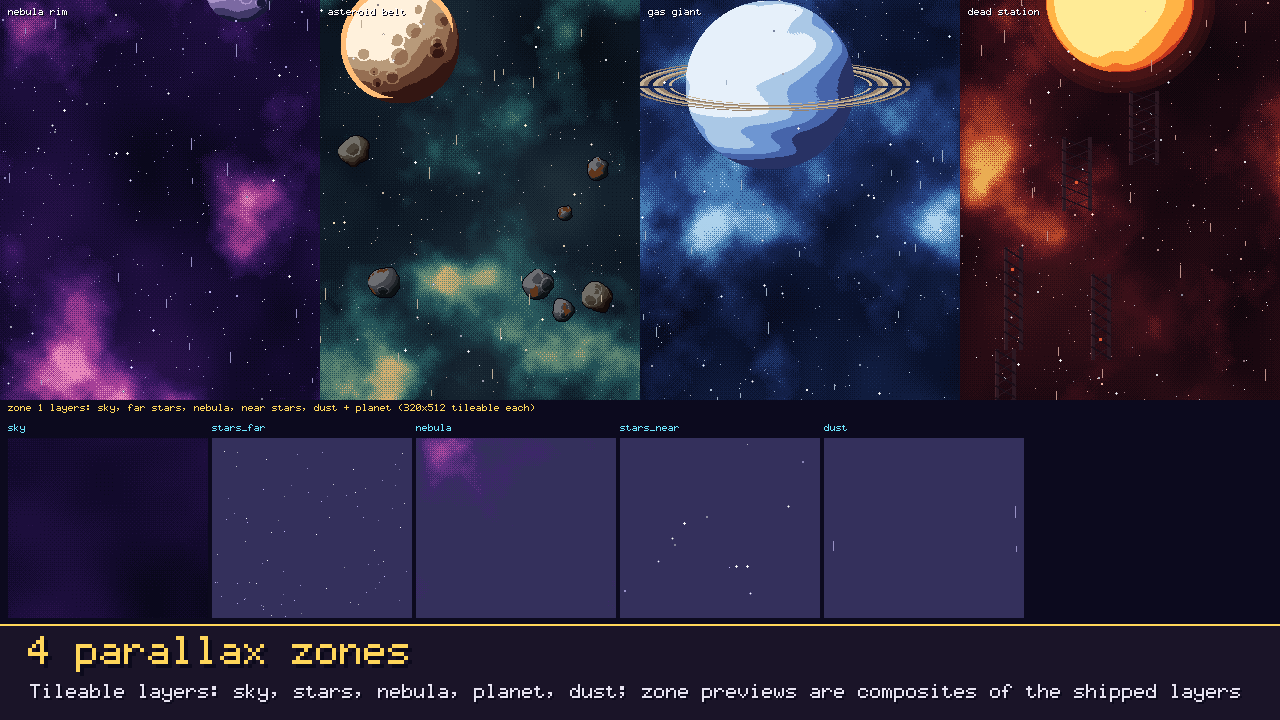 nebula rim
asteroid belt
gas giant
dead station
zone 1 layers: sky, far stars, nebula, near stars, dust + planet (320x512 tileable each)
sky
stars_far
nebula
stars_near
dust
4 parallax zones
Tileable layers: sky, stars, nebula, planet, dust; zone previews are composites of the shipped layers